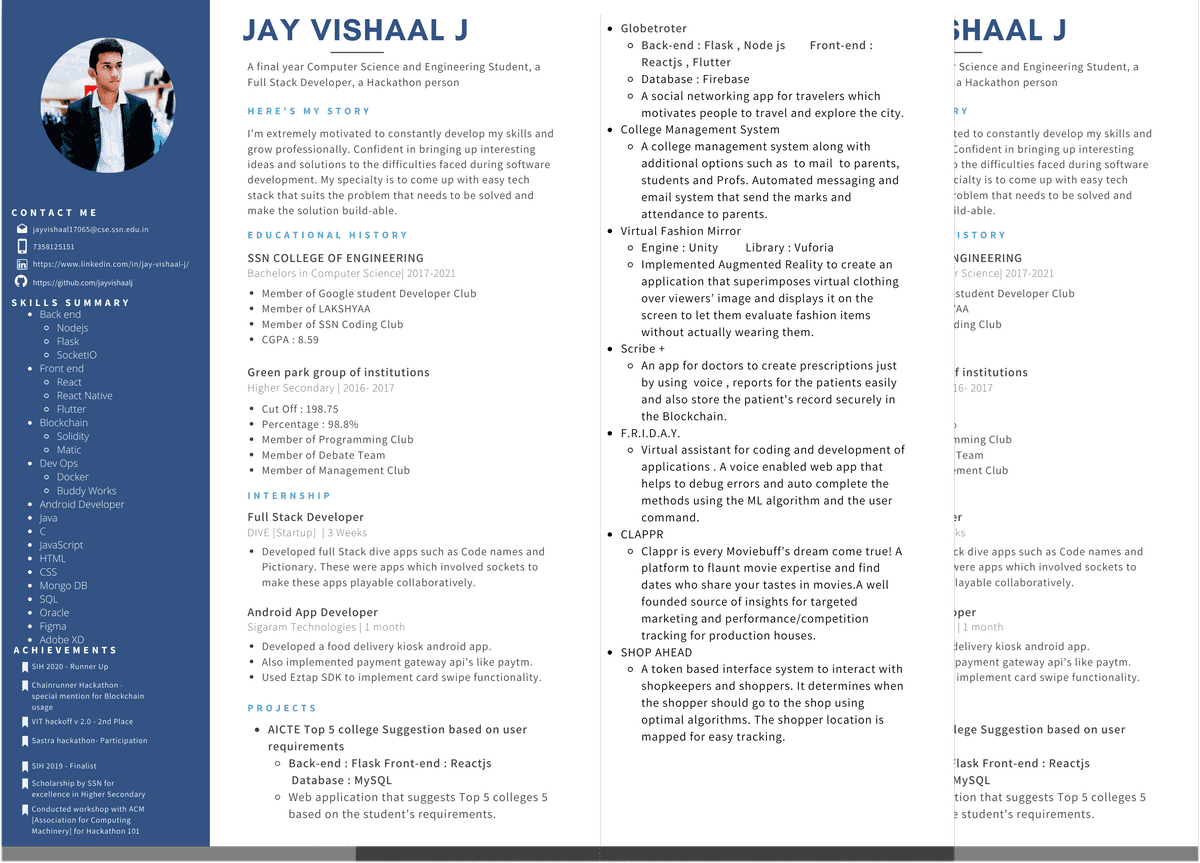 CONTACT ME
jayvishaal17065@cse.ssn.edu.in
7358125151
https://www.linkedin.com/in/jay-vishaal-j/
https://github.com/jayvishaalj
SKILLS SUMMARY
Back end
Nodejs
Flask
SocketIO
Front end
React
React Native
Flutter
Blockchain
Solidity
Matic
Dev Ops
Docker
Buddy Works
Android Developer
Java
C
JavaScript
HTML
CSS
Mongo DB
SQL
Oracle
Figma
Adobe XD
ACHIEVEMENTS
SIH 2020 - Runner Up
Chainrunner Hackathon -
special mention for Blockchain
usage
VIT hackoff v 2.0 - 2nd Place
Sastra hackathon- Participation
SIH 2019 - Finalist
Scholarship by SSN for
excellence in Higher Secondary
Conducted workshop with ACM
[Association for Computing
Machinery] for Hackathon 101
JAY VISHAAL J
A final year Computer Science and Engineering Student, a
Full Stack Developer, a Hackathon person
HERE'S MY STORY
I'm extremely motivated to constantly develop my skills and
grow professionally. Confident in bringing up interesting
ideas and solutions to the difficulties faced during software
development. My specialty is to come up with easy tech
stack that suits the problem that needs to be solved and
make the solution build-able.
EDUCATIONAL HISTORY
SSN COLLEGE OF ENGINEERING
Bachelors in Computer Science| 2017-2021
Member of Google student Developer Club
Member of LAKSHYAA
Member of SSN Coding Club
CGPA : 8.59
Green park group of institutions
Higher Secondary | 2016- 2017
Cut Off : 198.75
Percentage : 98.8%
Member of Programming Club
Member of Debate Team
Member of Management Club
INTERNSHIP
Full Stack Developer
DIVE [Startup] | 3 Weeks
Developed full Stack dive apps such as Code names and
Pictionary. These were apps which involved sockets to
make these apps playable collaboratively.
Android App Developer
Sigaram Technologies | 1 month
Developed a food delivery kiosk android app.
Also implemented payment gateway api's like paytm.
Used Eztap SDK to implement card swipe functionality.
PROJECTS
AICTE Top 5 college Suggestion based on user
requirements
Back-end : Flask Front-end : Reactjs
Database : MySQL
Web application that suggests Top 5 colleges 5
based on the student's requirements.
Globetroter
Back-end : Flask , Node js Front-end :
Reactjs , Flutter
Database : Firebase
A social networking app for travelers which
motivates people to travel and explore the city.
College Management System
A college management system along with
additional options such as to mail to parents,
students and Profs. Automated messaging and
email system that send the marks and
attendance to parents.
Virtual Fashion Mirror
Engine : Unity Library : Vuforia
Implemented Augmented Reality to create an
application that superimposes virtual clothing
over viewers' image and displays it on the
screen to let them evaluate fashion items
without actually wearing them.
Scribe +
An app for doctors to create prescriptions just
by using voice , reports for the patients easily
and also store the patient's record securely in
the Blockchain.
F.R.I.D.A.Y.
Virtual assistant for coding and development of
applications . A voice enabled web app that
helps to debug errors and auto complete the
methods using the ML algorithm and the user
command.
CLAPPR
Clappr is every Moviebuff's dream come true! A
platform to flaunt movie expertise and find
dates who share your tastes in movies.A well
founded source of insights for targeted
marketing and performance/competition
tracking for production houses.
SHOP AHEAD
A token based interface system to interact with
shopkeepers and shoppers. It determines when
the shopper should go to the shop using
optimal algorithms. The shopper location is
mapped for easy tracking.
SHAAL J
r Science and Engineering Student, a
a Hackathon person
RY
ted to constantly develop my skills and
Confident in bringing up interesting
o the difficulties faced during software
cialty is to come up with easy tech
roblem that needs to be solved and
ild-able.
ISTORY
NGINEERING
r Science| 2017-2021
student Developer Club
YAA
ding Club
f institutions
16- 2017
%
mming Club
Team
ement Club
er
ks
ck dive apps such as Code names and
were apps which involved sockets to
layable collaboratively.
oper
| 1 month
elivery kiosk android app.
payment gateway api's like paytm.
implement card swipe functionality.
lege Suggestion based on user
Flask Front-end : Reactjs
MySQL
tion that suggests Top 5 colleges 5
e student's requirements.